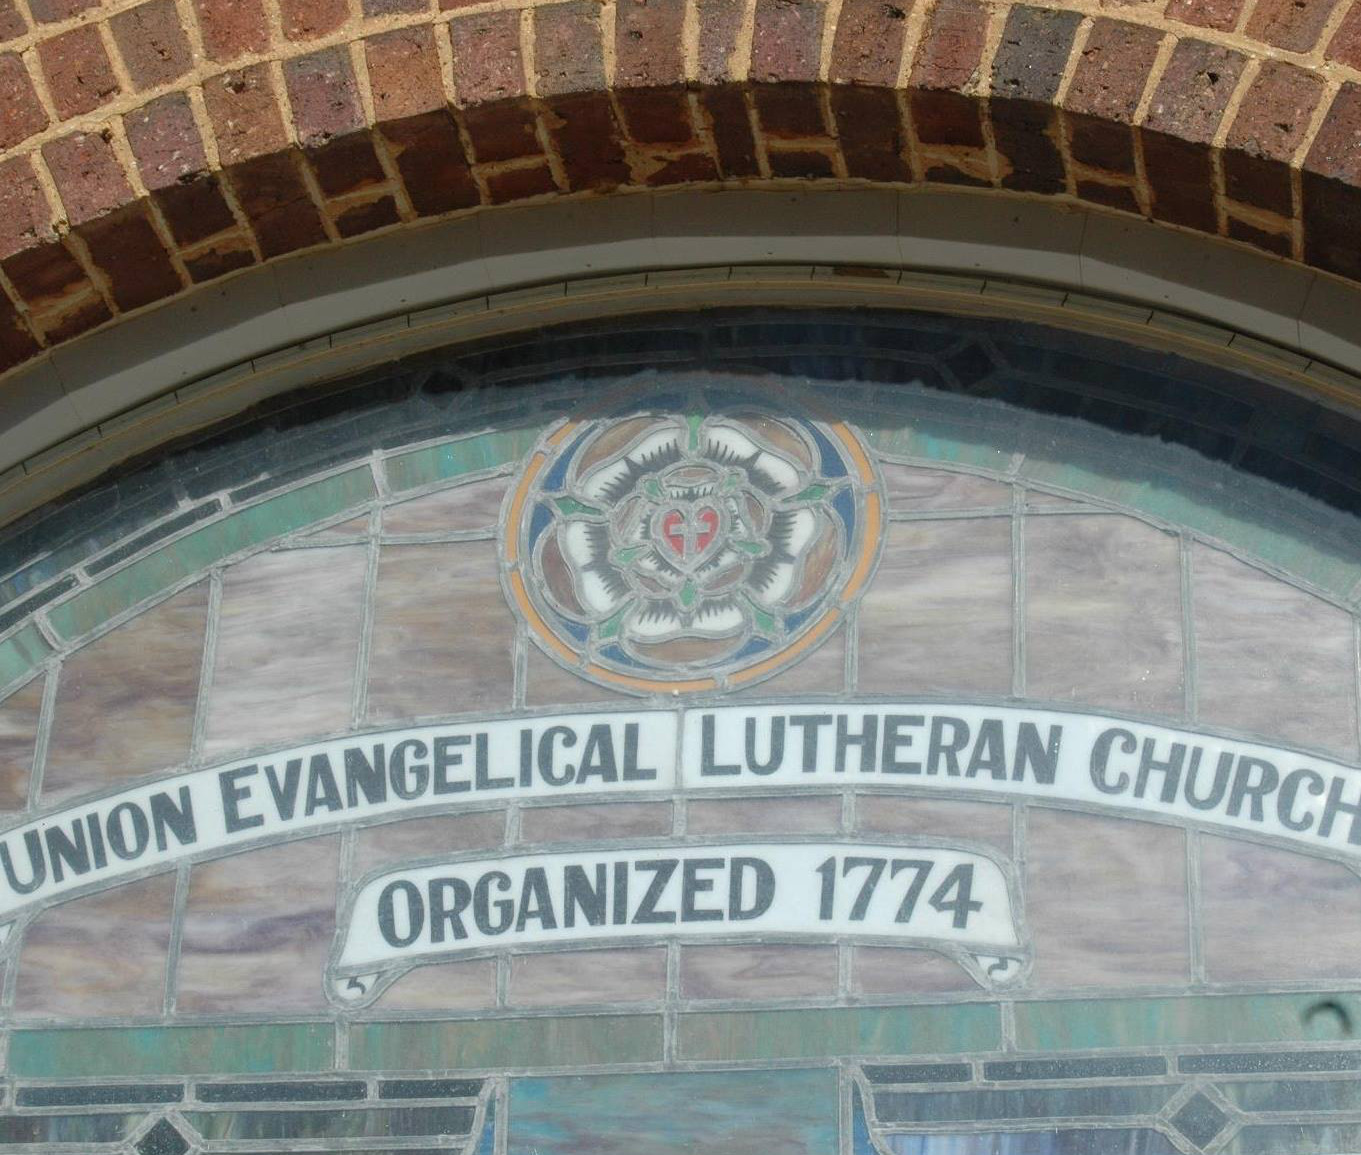 UNION EVANGELICAL LUTHERAN CHURCH
ORGANIZED 1774